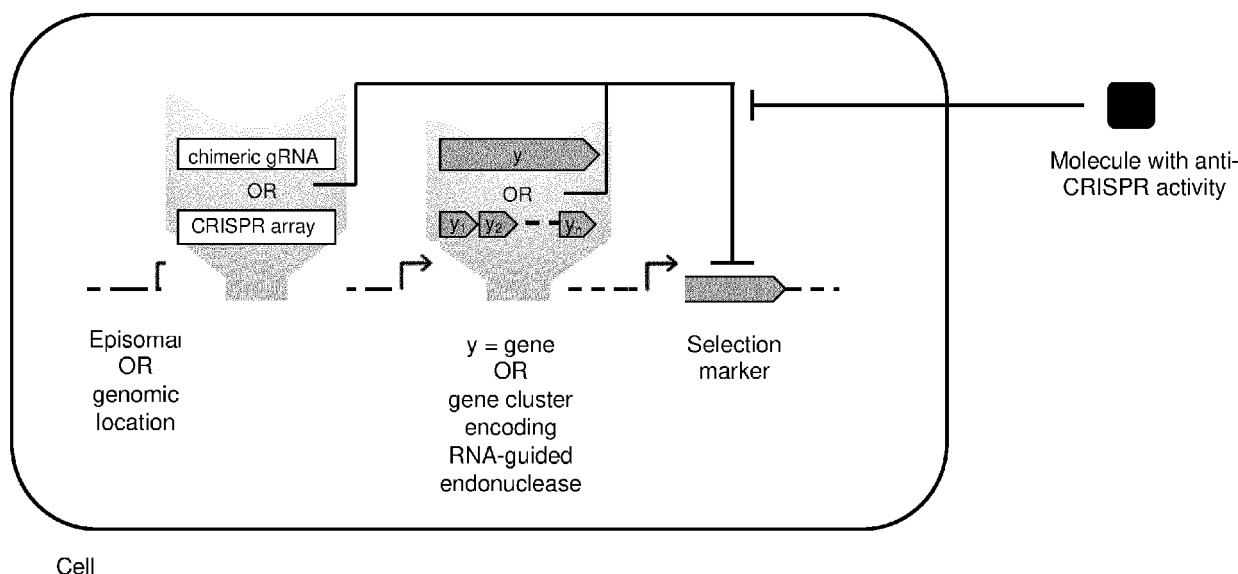 chimeric gRNA
OR
CRISPR array
y
OR
y1 y2 yn
Molecule with anti-
CRISPR activity
Episomal
OR
genomic
location
y = gene
OR
gene cluster
encoding
RNA-guided
endonuclease
Selection
marker
Cell